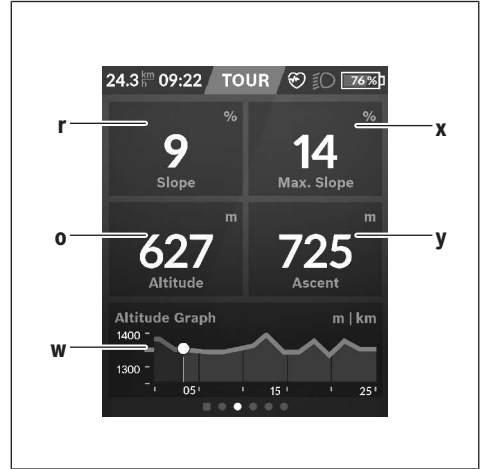 24.3 km/h 09:22 TOUR 76%
r % % x
9 14
Slope Max. Slope
o m m y
627 725
Altitude Ascent
Altitude Graph m | km
w 1400
1300
05 15 25